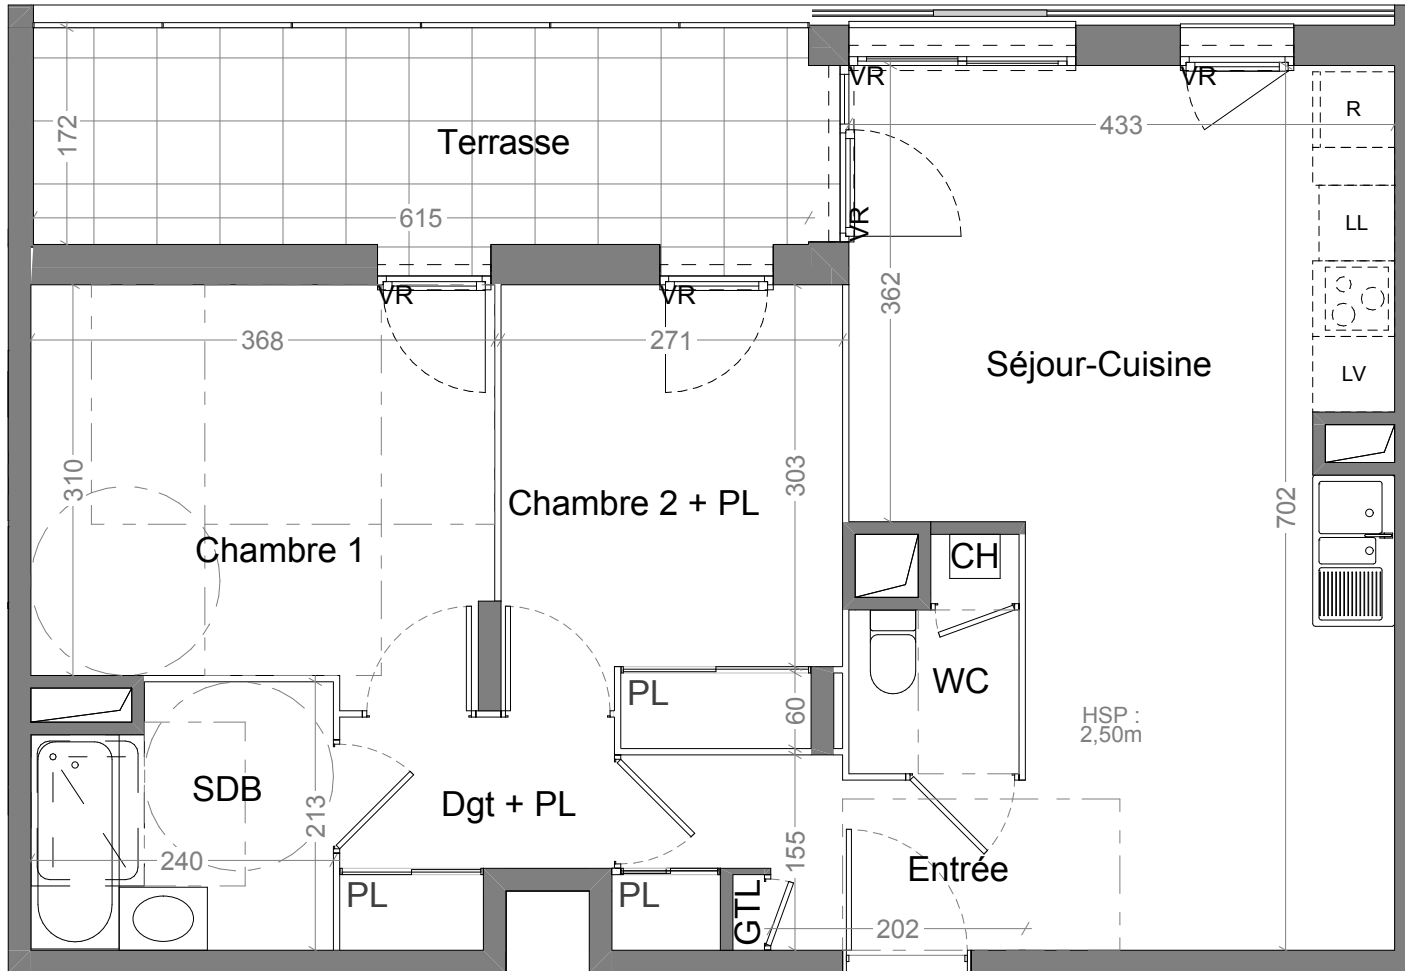 VR
VR
R
433
172
Terrasse
LL
615
VR
362
VR
VR
368
271
Séjour-Cuisine
LV
310
303
Chambre 2 + PL
702
Chambre 1
CH
WC
PL
60
HSP :
2,50m
SDB
Dgt + PL
213
240
155
Entrée
PL
PL
GTL
202